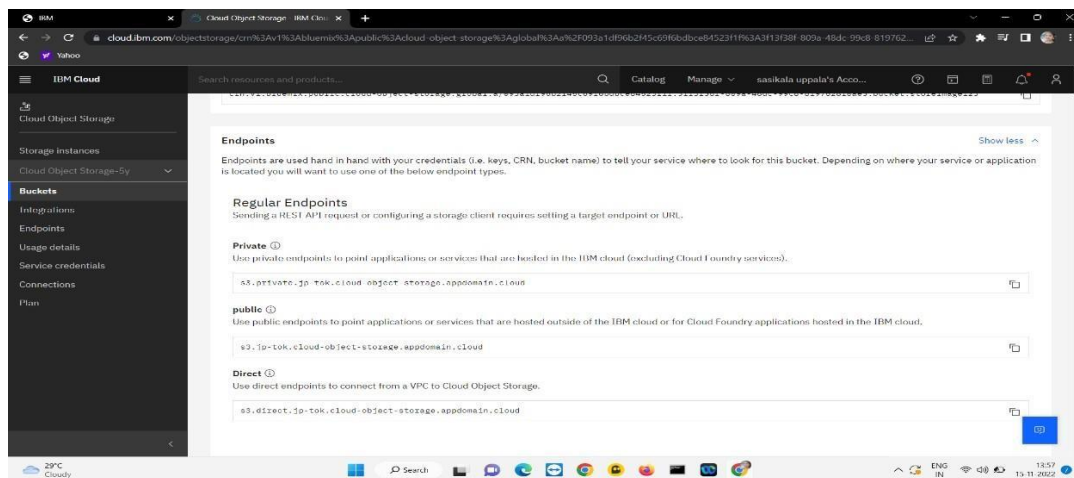 IBM
Cloud Object Storage - IBM Clou
cloud.ibm.com/objectstorage/crn%3Av1%3Abluemix%3Apublic%3Acloud-object-storage%3Aglobal%3Aa%2F093a1df96b2f45c69f6bdbce84523f1f%3A3f13f38f-809a-48dc-99c8-819762...
Yahoo
IBM Cloud
Search resources and products...
Catalog
Manage
sasikala uppala's Acco...
Cloud Object Storage
Storage instances
Cloud Object Storage-5y
Buckets
Integrations
Endpoints
Usage details
Service credentials
Connections
Plan
Endpoints
Show less
Endpoints are used hand in hand with your credentials (i.e. keys, CRN, bucket name) to tell your service where to look for this bucket. Depending on where your service or application
is located you will want to use one of the below endpoint types.
Regular Endpoints
Sending a REST API request or configuring a storage client requires setting a target endpoint or URL.
Private
Use private endpoints to point applications or services that are hosted in the IBM cloud (excluding Cloud Foundry services).
s3.private.jp-tok.cloud-object-storage.appdomain.cloud
public
Use public endpoints to point applications or services that are hosted outside of the IBM cloud or for Cloud Foundry applications hosted in the IBM cloud.
s3.jp-tok.cloud-object-storage.appdomain.cloud
Direct
Use direct endpoints to connect from a VPC to Cloud Object Storage.
s3.direct.jp-tok.cloud-object-storage.appdomain.cloud
29°C
Cloudy
Search
ENG
IN
13:57
15-11-2022